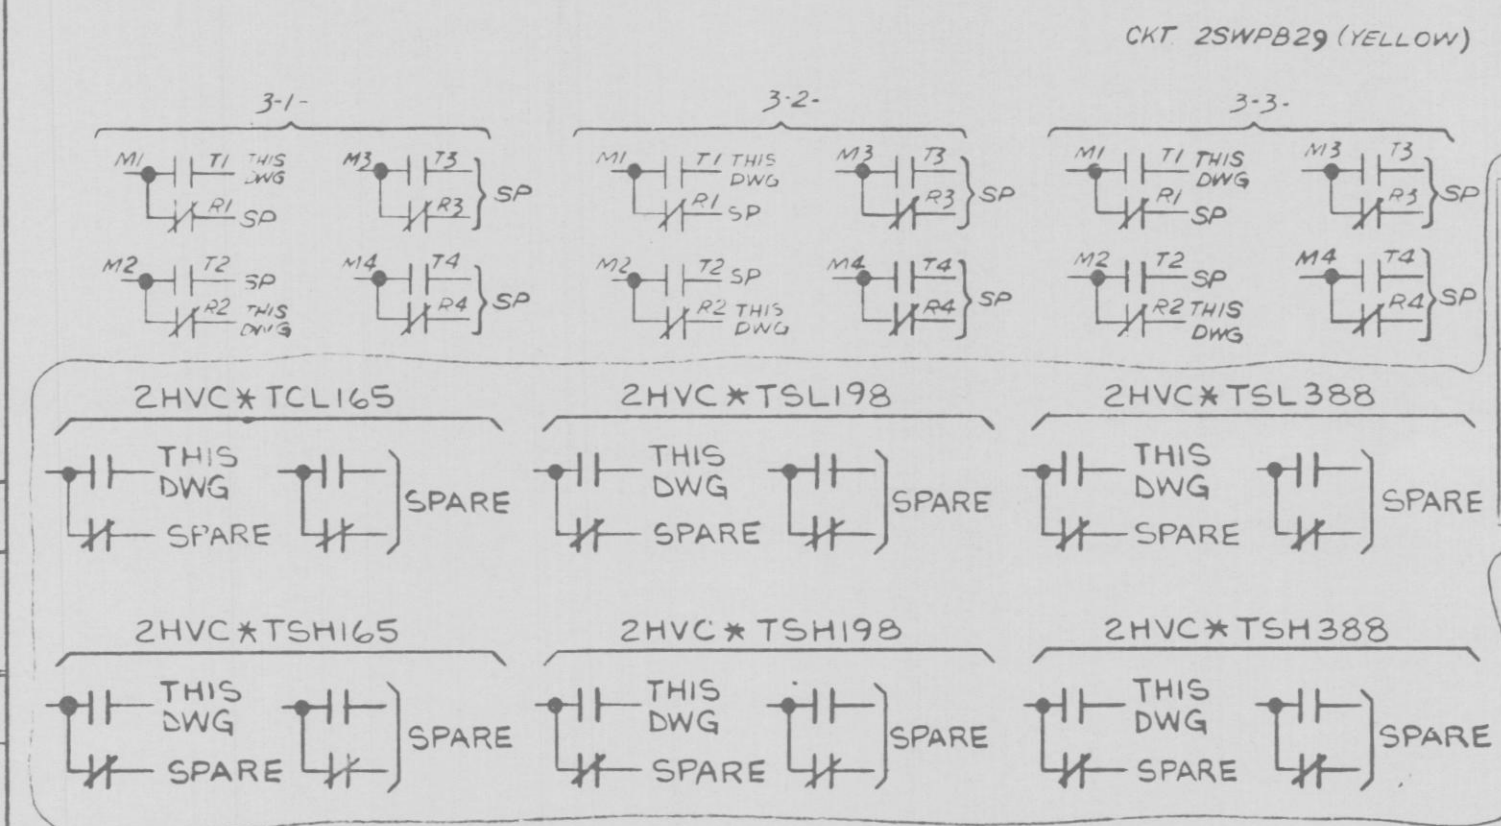 CKT 2SWPB29 (YELLOW)
3-1- 3-2- 3-3-
M1 T1 THIS DWG M3 T3 SP M1 T1 THIS DWG M3 T3 SP M1 T1 THIS DWG M3 T3 SP
R1 SP R3 R1 SP R3 R1 SP R3
M2 T2 SP M4 T4 SP M2 T2 SP M4 T4 SP M2 T2 SP M4 T4 SP
R2 THIS DWG R4 R2 THIS DWG R4 R2 THIS DWG R4
2HVC*TCL165 2HVC*TSL198 2HVC*TSL388
THIS THIS THIS
DWG SPARE DWG SPARE DWG SPARE
SPARE SPARE SPARE
2HVC*TSH165 2HVC*TSH198 2HVC*TSH388
THIS THIS THIS
DWG SPARE DWG SPARE DWG SPARE
SPARE SPARE SPARE